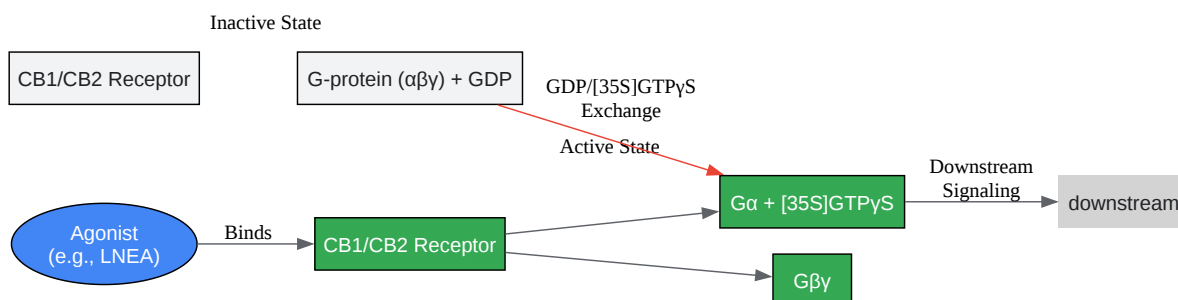 Inactive State
CB1/CB2 Receptor
G-protein (αβγ) + GDP
GDP/[35S]GTPγS
Exchange
Active State
Downstream
Signaling
Gα + [35S]GTPγS
downstream
Agonist
(e.g., LNEA)
Binds
CB1/CB2 Receptor
Gβγ